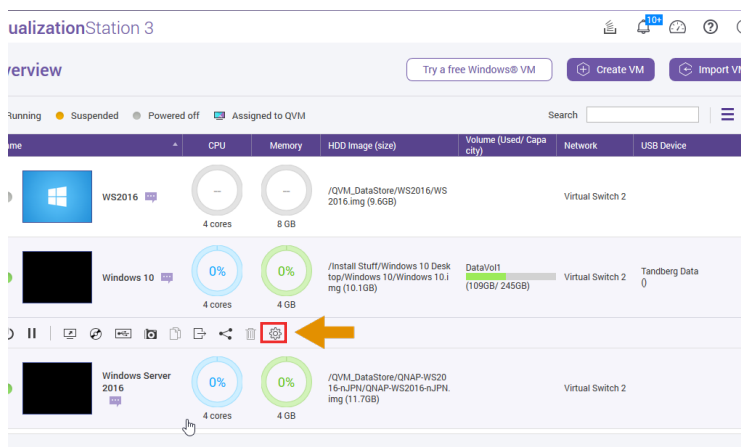 ualizationStation 3
10+
verview
Try a free Windows® VM
Create VM
Import VM
Running
Suspended
Powered off
Assigned to QVM
Search
ame
CPU
Memory
HDD Image (size)
Volume (Used/ Capa
city)
Network
USB Device
WS2016
--
--
4 cores
8 GB
/QVM_DataStore/WS2016/WS
2016.img (9.6GB)
Virtual Switch 2
Windows 10
0%
0%
4 cores
4 GB
/Install Stuff/Windows 10 Desk
top/Windows 10/Windows 10.i
mg (10.1GB)
DataVol1
(109GB/ 245GB)
Virtual Switch 2
Tandberg Data
()
Windows Server
2016
0%
0%
4 cores
4 GB
/QVM_DataStore/QNAP-WS20
16-nJPN/QNAP-WS2016-nJPN.
img (11.7GB)
Virtual Switch 2